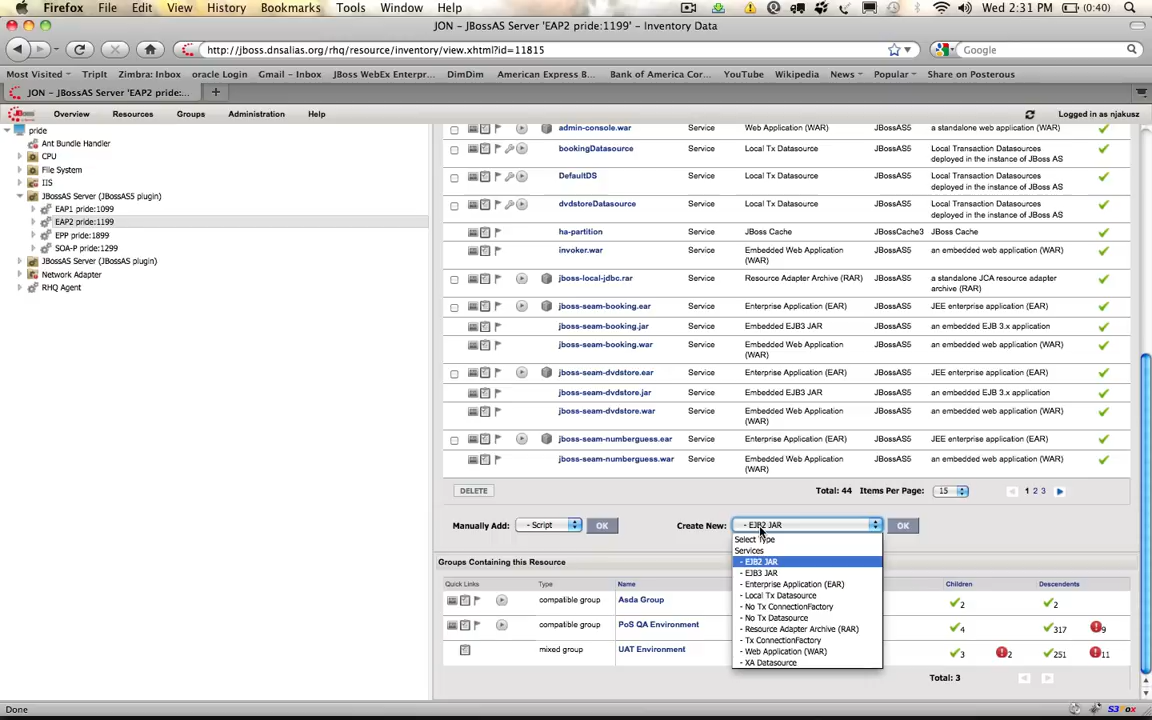 Firefox File Edit View History Bookmarks Tools Window Help Wed 2:31 PM (0:40)
JON – JBossAS Server 'EAP2 pride:1199' – Inventory Data
http://jboss.dnsalias.org/rhq/resource/inventory/view.xhtml?id=11815 Google
Most Visited TripIt Zimbra: Inbox oracle Login Gmail – Inbox JBoss WebEx Enterpr... DimDim American Express B... Bank of America Cor... YouTube Wikipedia News Popular Share on Posterous
JON – JBossAS Server 'EAP2 pride:... +
JBoss Overview Resources Groups Administration Help Logged in as njakusz
pride
Ant Bundle Handler
CPU
File System
IIS
JBossAS Server (JBossAS5 plugin)
EAP1 pride:1099
EAP2 pride:1199
EPP pride:1899
SOA-P pride:1299
JBossAS Server (JBossAS plugin)
Network Adapter
RHQ Agent
admin-console.war Service Web Application (WAR) JBossAS5 a standalone web application (WAR)
bookingDatasource Service Local Tx Datasource JBossAS5 Local Transaction Datasources
deployed in the instance of JBoss AS
DefaultDS Service Local Tx Datasource JBossAS5 Local Transaction Datasources
deployed in the instance of JBoss AS
dvdstoreDatasource Service Local Tx Datasource JBossAS5 Local Transaction Datasources
deployed in the instance of JBoss AS
ha-partition Service JBoss Cache JBossCache3 JBoss Cache
invoker.war Service Embedded Web Application JBossAS5 an embedded web application (WAR)
(WAR)
jboss-local-jdbc.rar Service Resource Adapter Archive (RAR) JBossAS5 a standalone JCA resource adapter
archive (RAR)
jboss-seam-booking.ear Service Enterprise Application (EAR) JBossAS5 JEE enterprise application (EAR)
jboss-seam-booking.jar Service Embedded EJB3 JAR JBossAS5 an embedded EJB 3.x application
jboss-seam-booking.war Service Embedded Web Application JBossAS5 an embedded web application (WAR)
(WAR)
jboss-seam-dvdstore.ear Service Enterprise Application (EAR) JBossAS5 JEE enterprise application (EAR)
jboss-seam-dvdstore.jar Service Embedded EJB3 JAR JBossAS5 an embedded EJB 3.x application
jboss-seam-dvdstore.war Service Embedded Web Application JBossAS5 an embedded web application (WAR)
(WAR)
jboss-seam-numberguess.ear Service Enterprise Application (EAR) JBossAS5 JEE enterprise application (EAR)
jboss-seam-numberguess.war Service Embedded Web Application JBossAS5 an embedded web application (WAR)
(WAR)
DELETE Total: 44 Items Per Page: 15 1 2 3
Manually Add: - Script OK Create New: - EJB2 JAR OK
Select Type
Services
- EJB2 JAR
- EJB3 JAR
- Enterprise Application (EAR)
- Local Tx Datasource
- No Tx ConnectionFactory
- No Tx Datasource
- Resource Adapter Archive (RAR)
- Tx ConnectionFactory
- Web Application (WAR)
- XA Datasource
Groups Containing this Resource
Quick Links Type Name Children Descendents
compatible group Asda Group 2 2
compatible group PoS QA Environment 4 317 9
mixed group UAT Environment 3 2 251 11
Total: 3
Done S3Fox